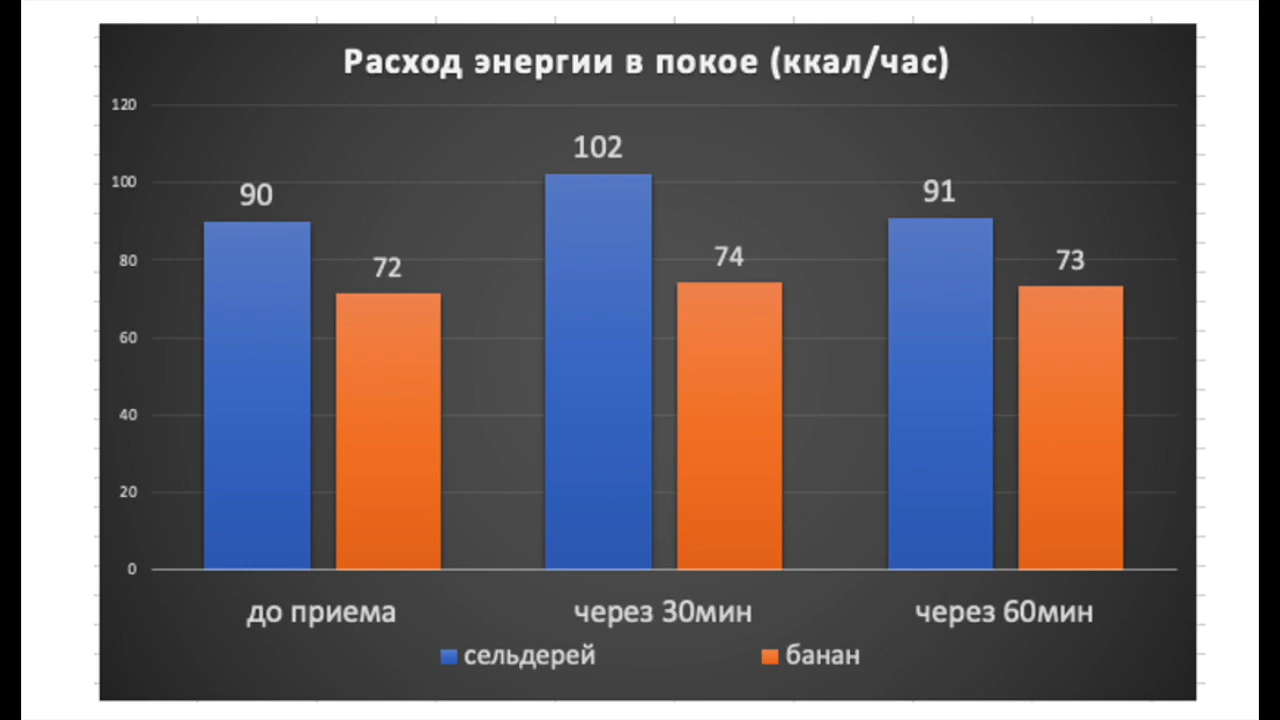 Расход энергии в покое (ккал/час)
120
100
80
60
40
20
0
90
72
102
74
91
73
до приема
через 30мин
через 60мин
сельдерей
банан